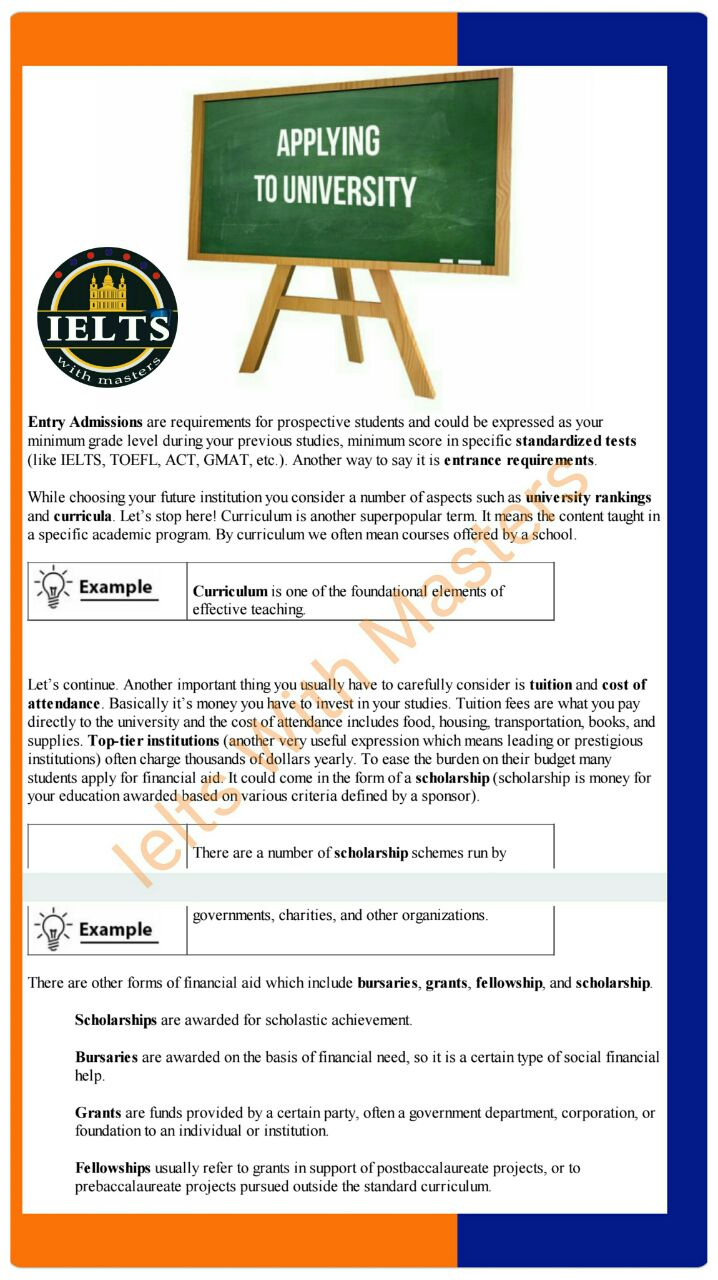 APPLYING
TO UNIVERSITY
IELTS
with masters
Entry Admissions are requirements for prospective students and could be expressed as your
minimum grade level during your previous studies, minimum score in specific standardized tests
(like IELTS, TOEFL, ACT, GMAT, etc.). Another way to say it is entrance requirements.
While choosing your future institution you consider a number of aspects such as university rankings
and curricula. Let's stop here! Curriculum is another superpopular term. It means the content taught in
a specific academic program. By curriculum we often mean courses offered by a school.
Example
Curriculum is one of the foundational elements of
effective teaching.
Let's continue. Another important thing you usually have to carefully consider is tuition and cost of
attendance. Basically it's money you have to invest in your studies. Tuition fees are what you pay
directly to the university and the cost of attendance includes food, housing, transportation, books, and
supplies. Top-tier institutions (another very useful expression which means leading or prestigious
institutions) often charge thousands of dollars yearly. To ease the burden on their budget many
students apply for financial aid. It could come in the form of a scholarship (scholarship is money for
your education awarded based on various criteria defined by a sponsor).
Ielts With Masters
There are a number of scholarship schemes run by
governments, charities, and other organizations.
Example
There are other forms of financial aid which include bursaries, grants, fellowship, and scholarship.
Scholarships are awarded for scholastic achievement.
Bursaries are awarded on the basis of financial need, so it is a certain type of social financial
help.
Grants are funds provided by a certain party, often a government department, corporation, or
foundation to an individual or institution.
Fellowships usually refer to grants in support of postbaccalaureate projects, or to
prebaccalaureate projects pursued outside the standard curriculum.